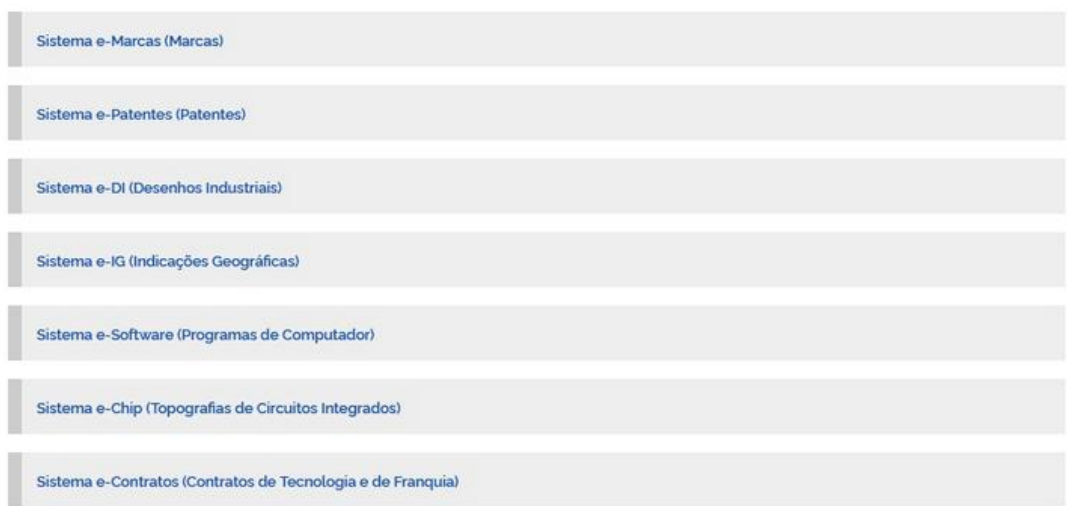 Sistema e-Marcas (Marcas)
Sistema e-Patentes (Patentes)
Sistema e-DI (Desenhos Industriais)
Sistema e-IG (Indicações Geográficas)
Sistema e-Software (Programas de Computador)
Sistema e-Chip (Topografias de Circuitos Integrados)
Sistema e-Contratos (Contratos de Tecnologia e de Franquia)